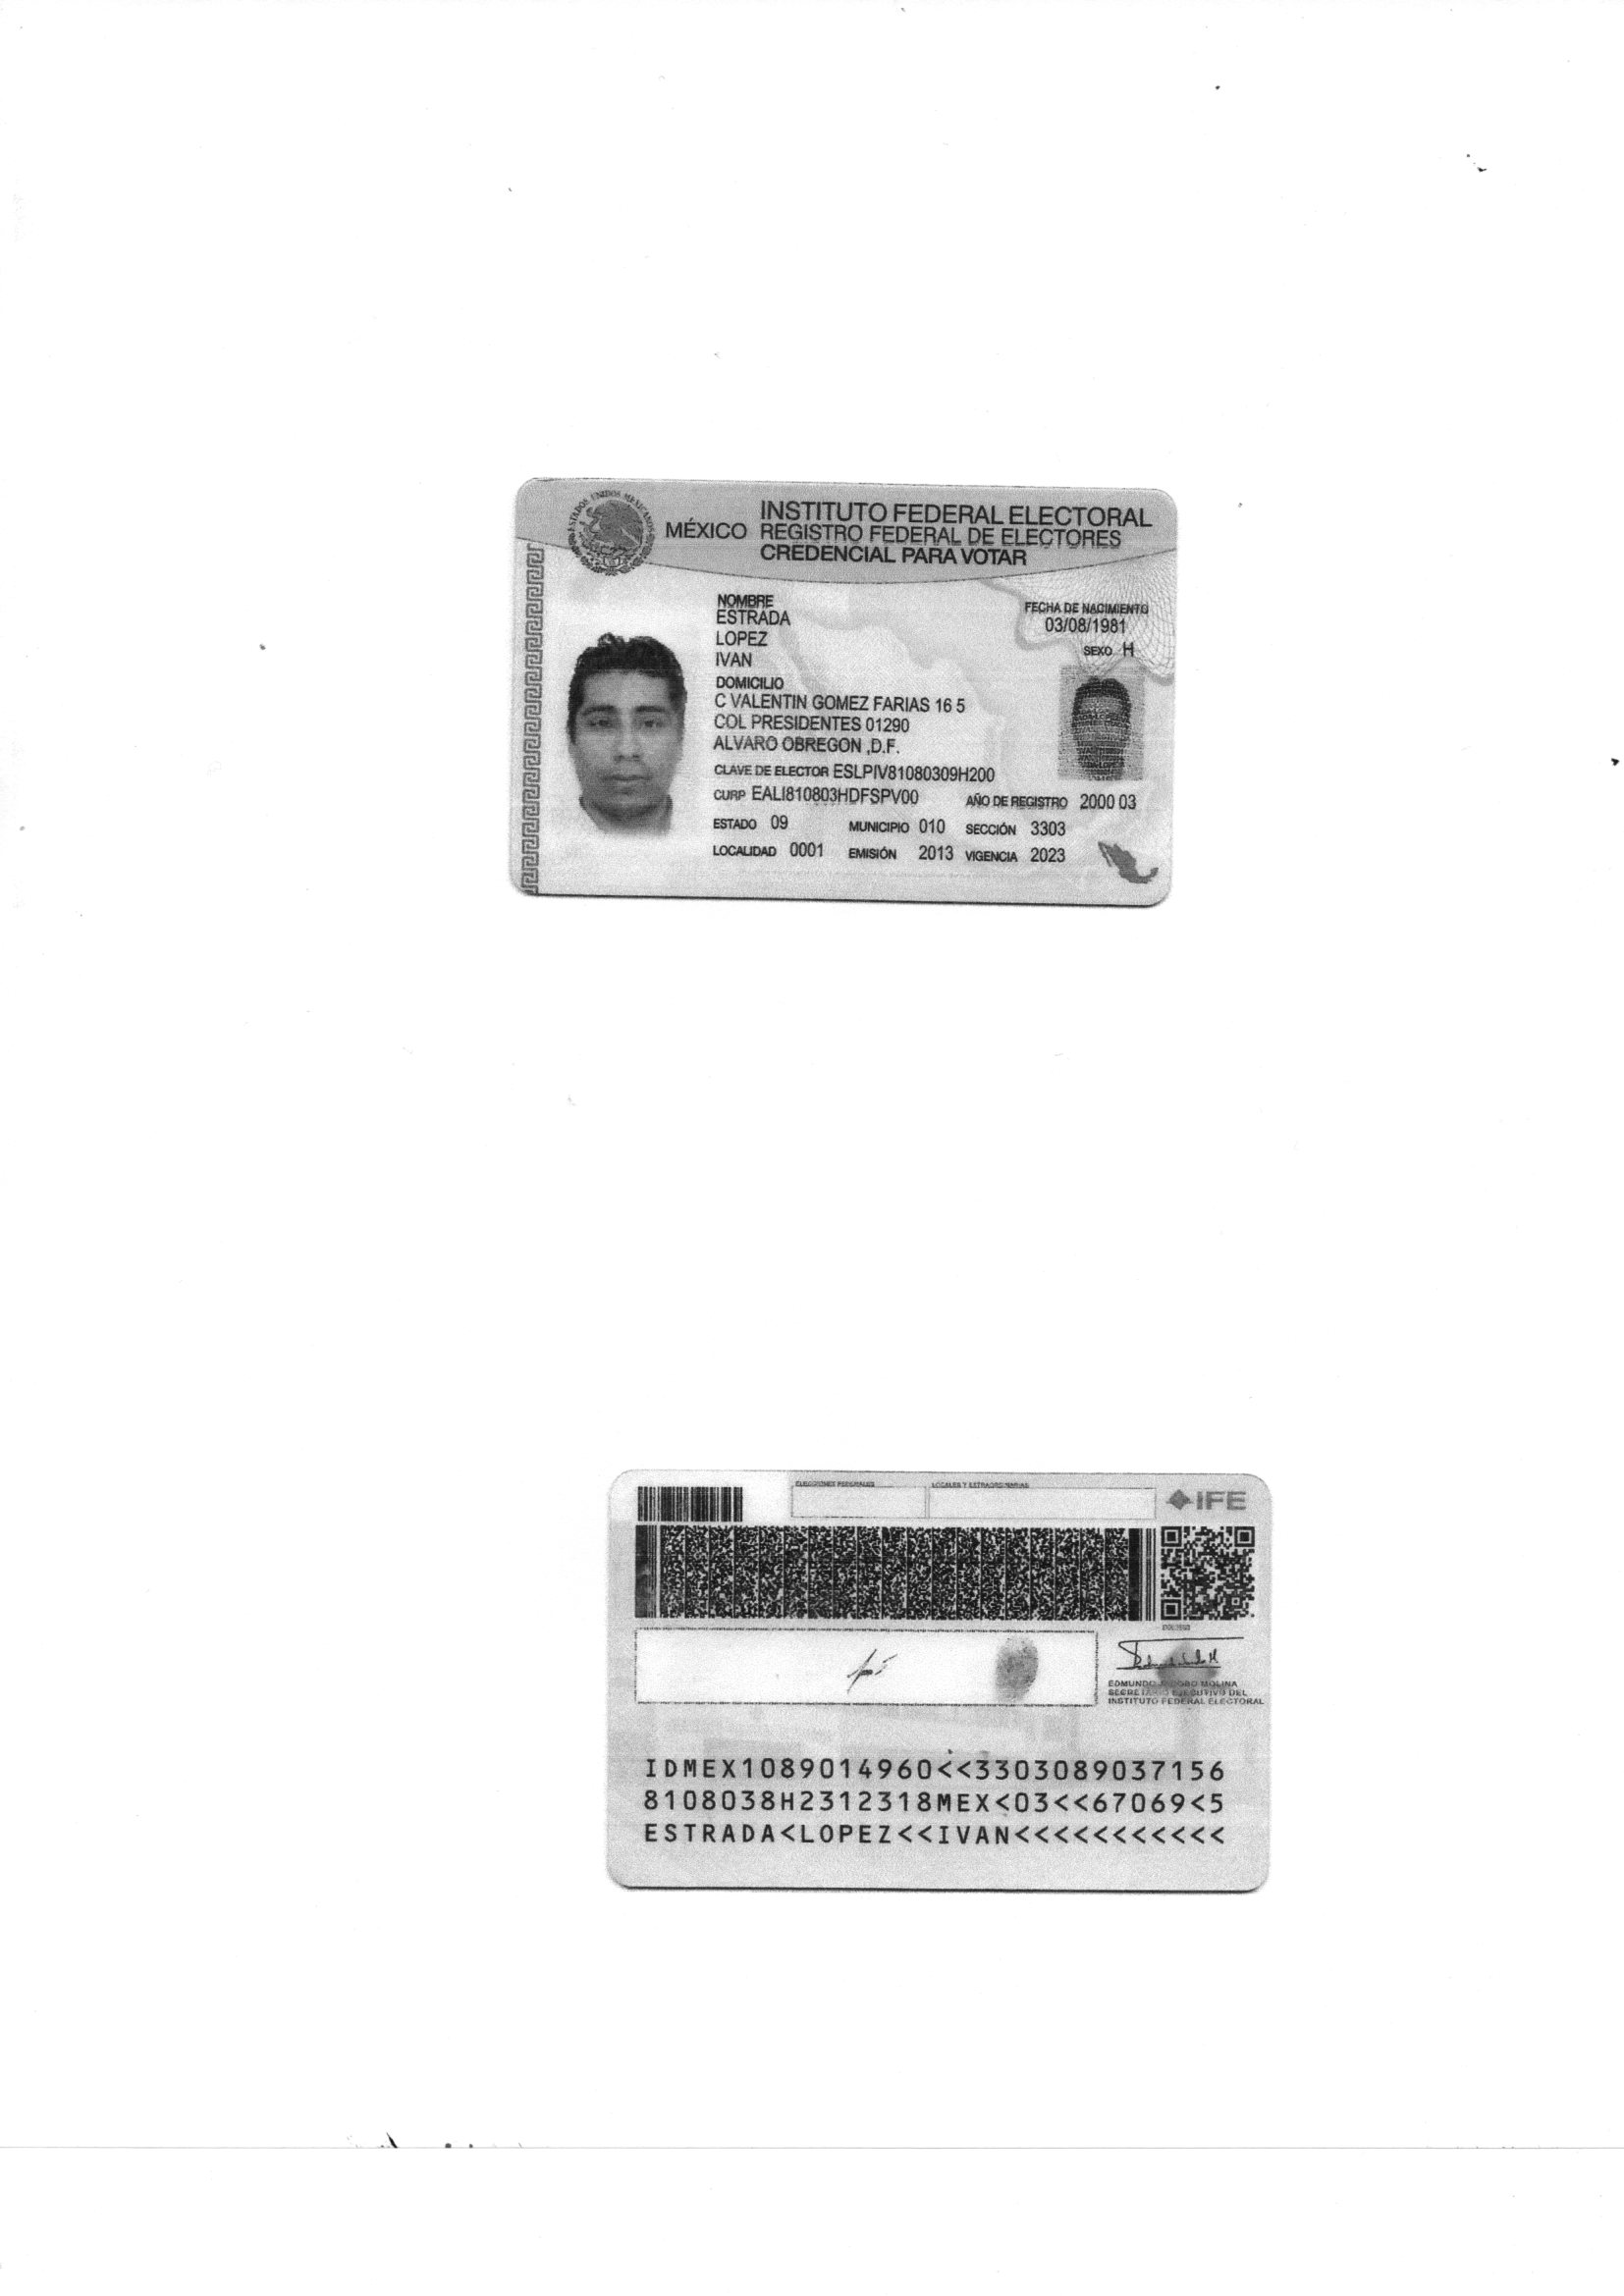 ESTADOS UNIDOS MEXICANOS
MÉXICO
INSTITUTO FEDERAL ELECTORAL
REGISTRO FEDERAL DE ELECTORES
CREDENCIAL PARA VOTAR
NOMBRE
ESTRADA
LOPEZ
IVAN
FECHA DE NACIMIENTO
03/08/1981
SEXO H
DOMICILIO
C VALENTIN GOMEZ FARIAS 16 5
COL PRESIDENTES 01290
ALVARO OBREGON ,D.F.
CLAVE DE ELECTOR ESLPIV81080309H200
CURP EALI810803HDFSPV00 AÑO DE REGISTRO 2000 03
ESTADO 09 MUNICIPIO 010 SECCIÓN 3303
LOCALIDAD 0001 EMISIÓN 2013 VIGENCIA 2023
ELECCIONES FEDERALES LOCALES Y EXTRAORDINARIAS
IFE
EDMUNDO JACOBO MOLINA
SECRETARIO EJECUTIVO DEL
INSTITUTO FEDERAL ELECTORAL
IDMEX1089014960<<3303089037156
8108038H2312318MEX<03<<67069<5
ESTRADA<LOPEZ<<IVAN<<<<<<<<<<<